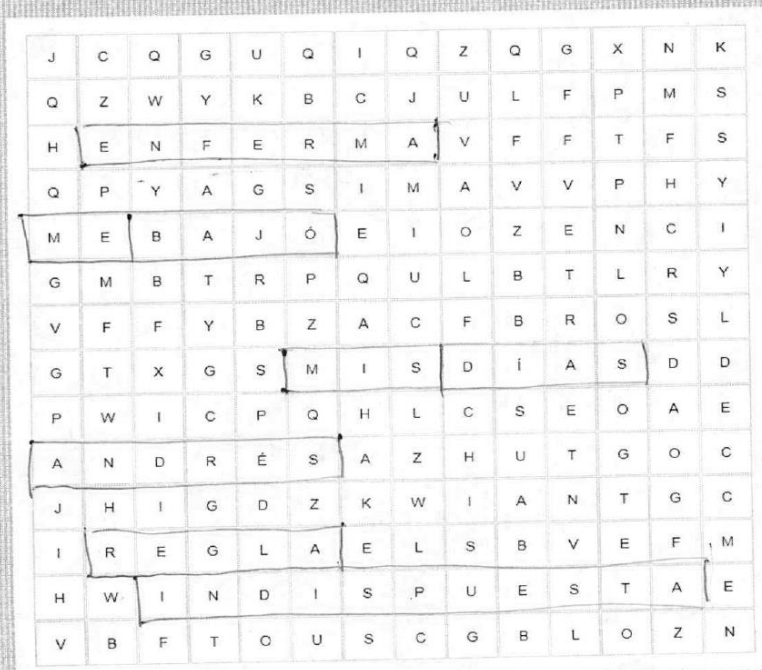 J C Q G U Q I Q Z Q G X N K
Q Z W Y K B C J U L F P M S
H E N F E R M A V F F T F S
Q P Y A G S I M A V V P H Y
M E B A J Ó E I O Z E N C I
G M B T R P Q U L B T L R Y
V F F Y B Z A C F B R O S L
G T X G S M I S D Í A S D D
P W I C P Q H L C S E O A E
A N D R É S A Z H U T G O C
J H I G D Z K W I A N T G C
I R E G L A E L S B V E F M
H W I N D I S P U E S T A E
V B F T O U S C G B L O Z N